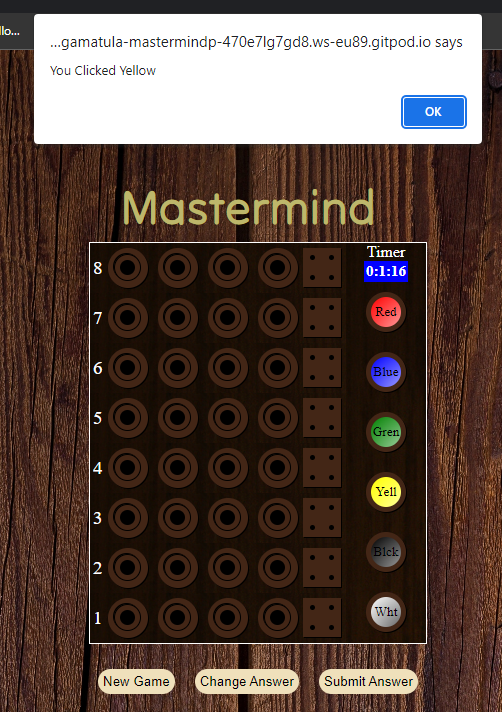 llo...
...gamatula-mastermindp-470e7lg7gd8.ws-eu89.gitpod.io says
You Clicked Yellow
OK
Mastermind
Timer
0:1:16
8
7
6
5
4
3
2
1
Red
Blue
Gren
Yell
Blck
Wht
New Game
Change Answer
Submit Answer